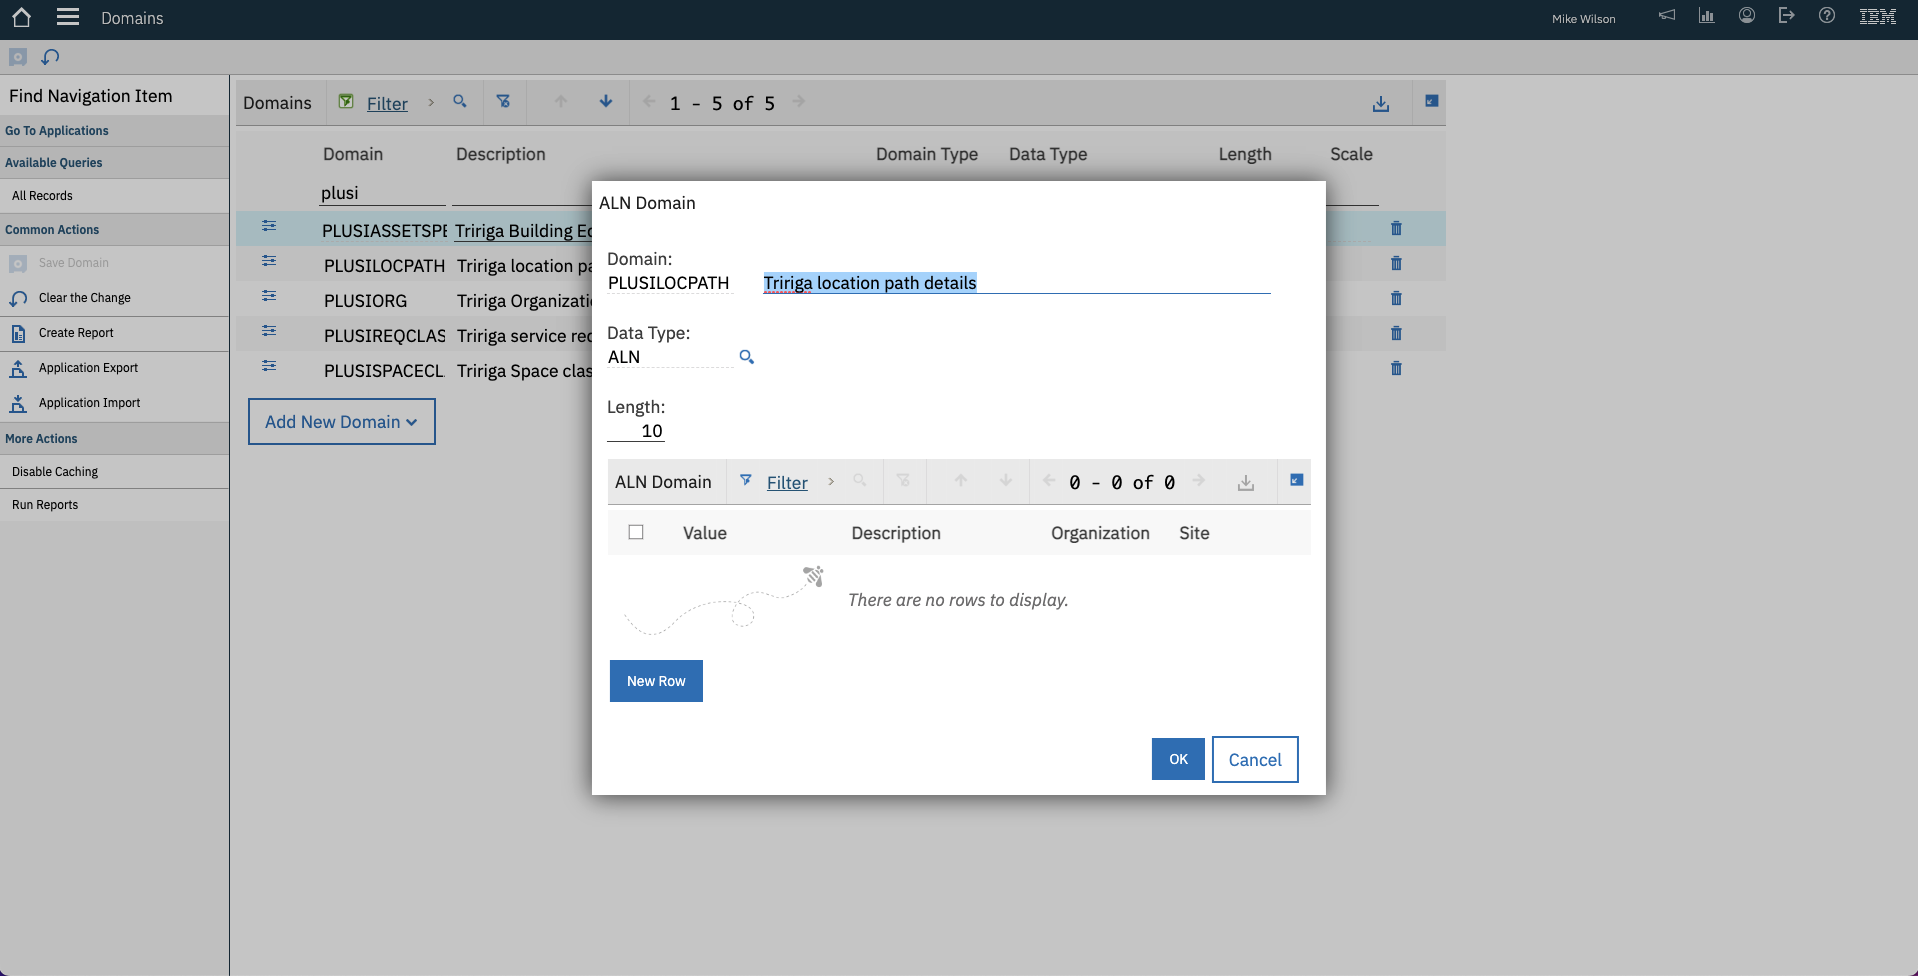 Domains
Mike Wilson
IBM
Find Navigation Item
Go To Applications
Available Queries
All Records
Common Actions
Save Domain
Clear the Change
Create Report
Application Export
Application Import
More Actions
Disable Caching
Run Reports
Domains Filter 1 - 5 of 5
Domain Description Domain Type Data Type Length Scale
plusi
PLUSIASSETSPE Tririga Building Ec
PLUSILOCPATH Tririga location pa
PLUSIORG Tririga Organizati
PLUSIREQCLAS Tririga service rec
PLUSISPACECL Tririga Space clas
Add New Domain
ALN Domain
Domain:
PLUSILOCPATH Tririga location path details
Data Type:
ALN
Length:
10
ALN Domain Filter 0 - 0 of 0
Value Description Organization Site
There are no rows to display.
New Row
OK Cancel